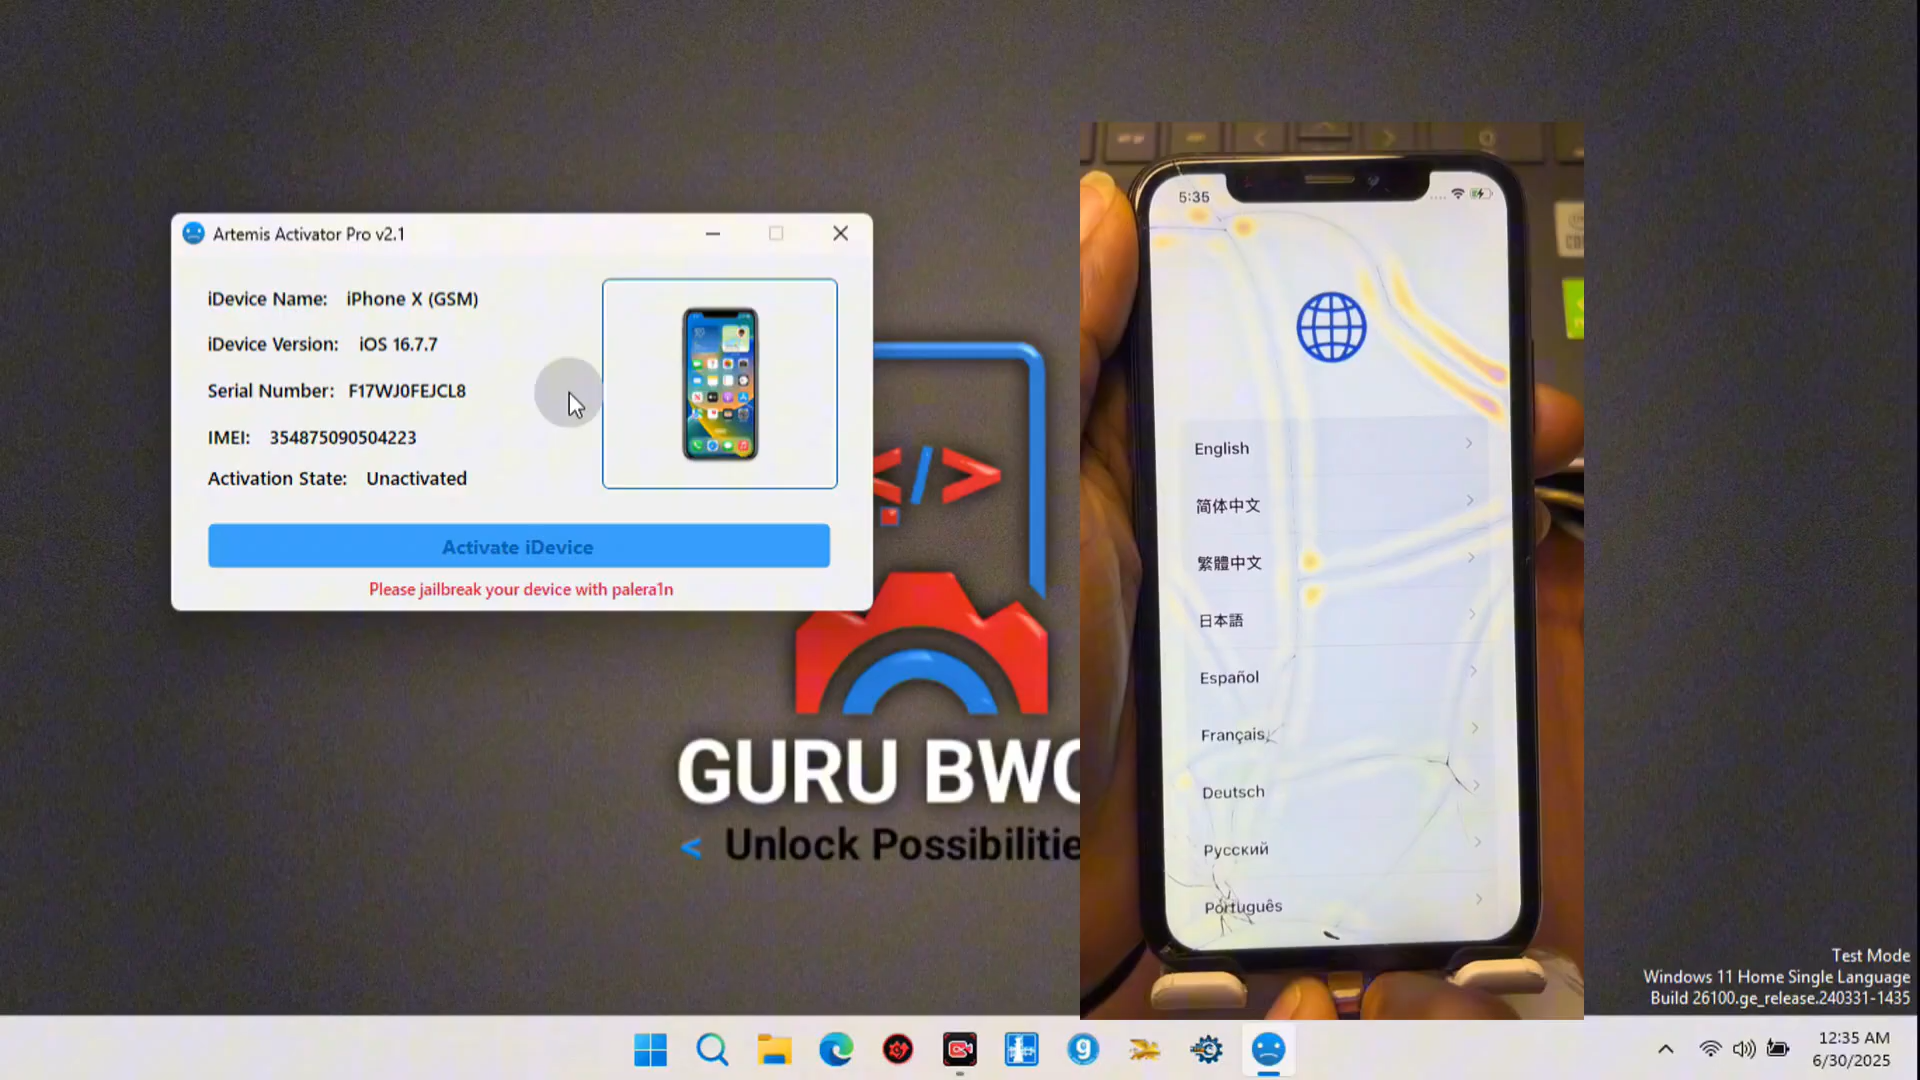 Artemis Activator Pro v2.1
iDevice Name: iPhone X (GSM)
iDevice Version: iOS 16.7.7
Serial Number: F17WJ0FEJCL8
IMEI: 354875090504223
Activation State: Unactivated
Activate iDevice
Please jailbreak your device with palera1n
</>
GURU BWO
< Unlock Possibilitie
5:35
English
简体中文
繁體中文
日本語
Español
Français
Deutsch
Русский
Português
Test Mode
Windows 11 Home Single Language
Build 26100.ge_release.240331-1435
12:35 AM
6/30/2025